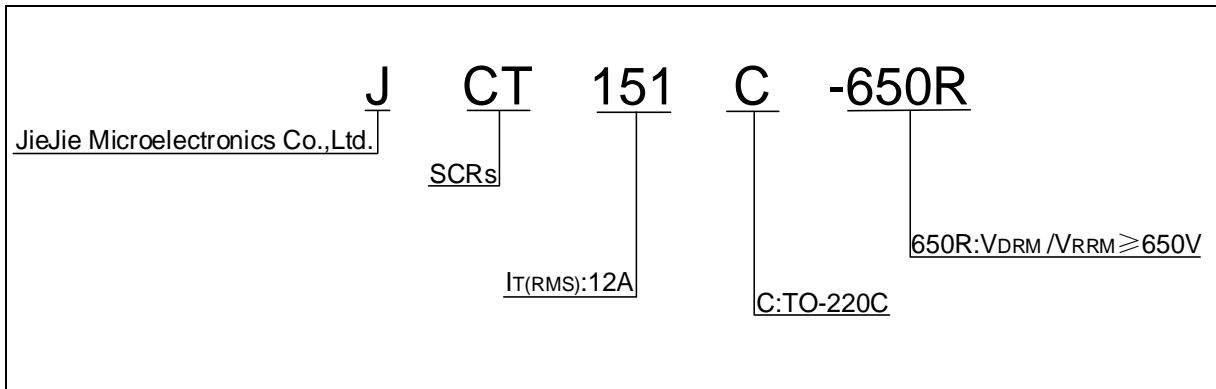 J CT 151 C -650R
JieJie Microelectronics Co.,Ltd.
SCRs
650R:VDRM /VRRM≥650V
IT(RMS):12A
C:TO-220C